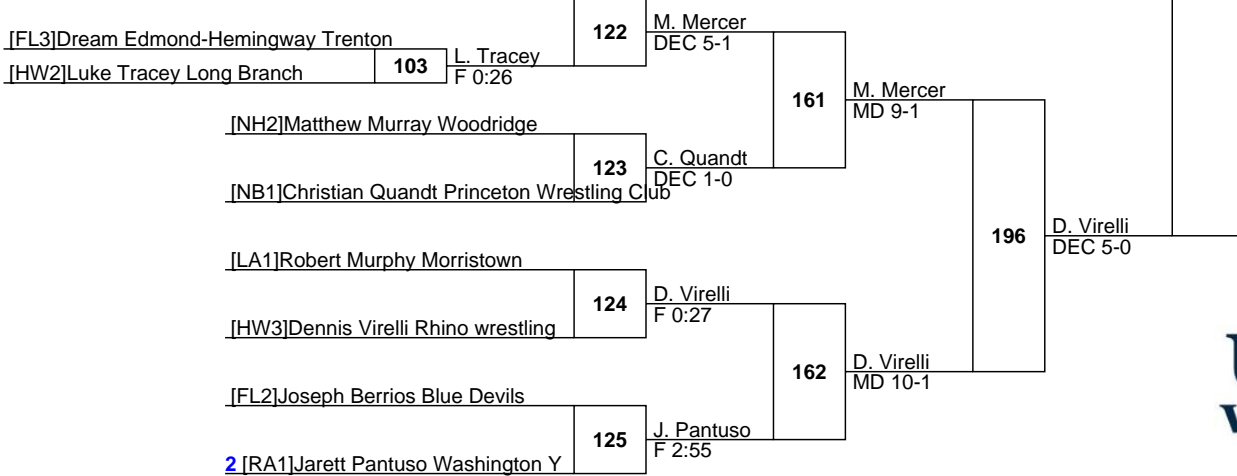 M. Mercer
122
DEC 5-1
[FL3]Dream Edmond-Hemingway Trenton
L. Tracey
103
F 0:26
[HW2]Luke Tracey Long Branch
M. Mercer
161
MD 9-1
[NH2]Matthew Murray Woodridge
C. Quandt
123
DEC 1-0
[NB1]Christian Quandt Princeton Wrestling Club
D. Virelli
196
DEC 5-0
[LA1]Robert Murphy Morristown
D. Virelli
124
F 0:27
[HW3]Dennis Virelli Rhino wrestling
D. Virelli
162
MD 10-1
[FL2]Joseph Berrios Blue Devils
J. Pantuso
125
F 2:55
2 [RA1]Jarett Pantuso Washington Y